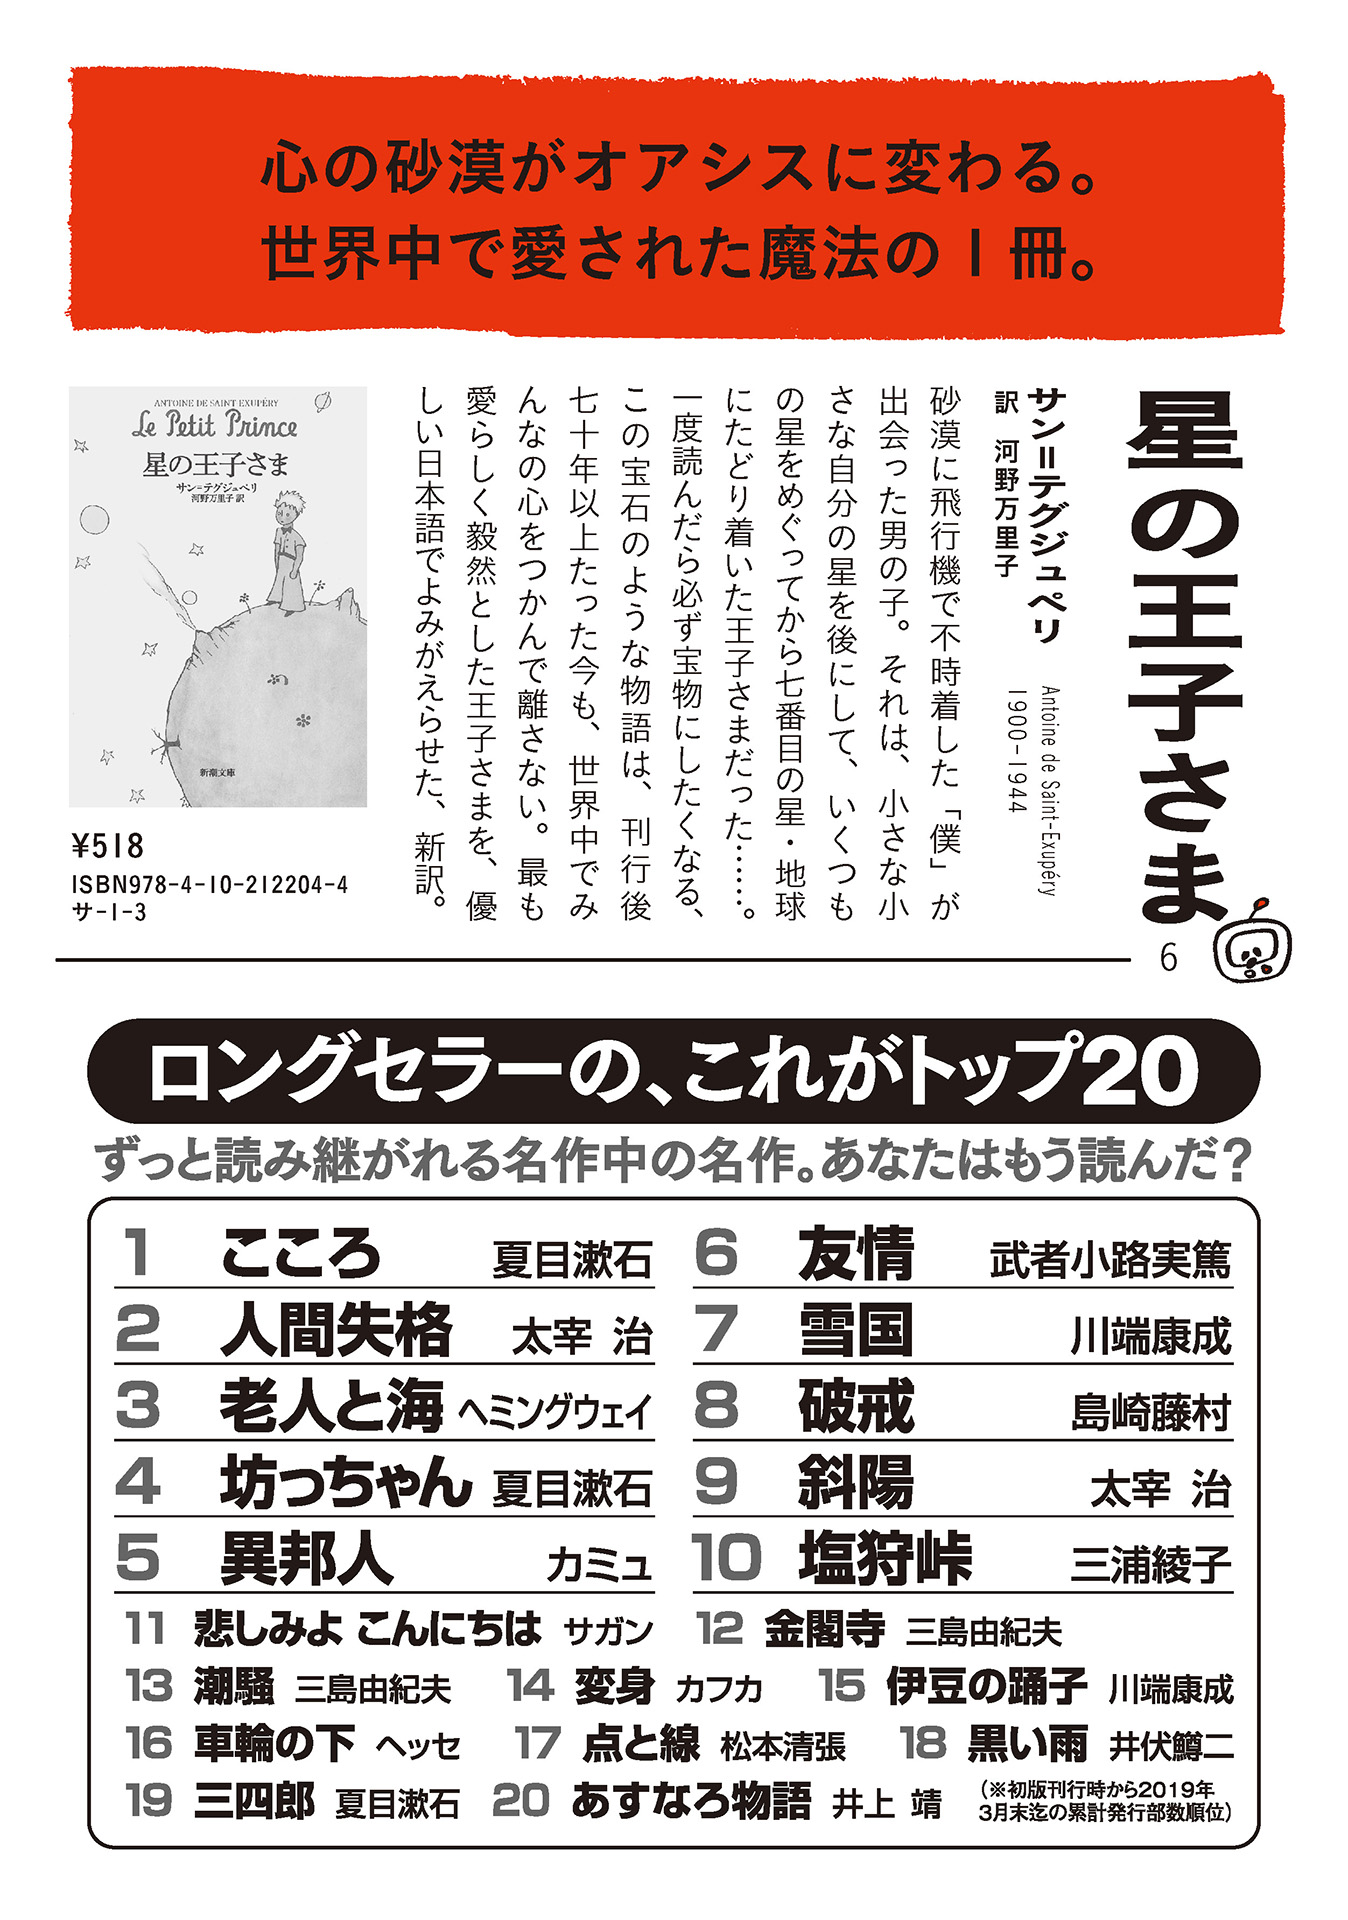 心の砂漠がオアシスに変わる。
世界中で愛された魔法の1冊。
星の王子さま
サン=テグジュペリ
Antoine de Saint-Exupéry
訳 河野万里子
1900-1944
砂漠に飛行機で不時着した「僕」が
出会った男の子。それは、小さな小
さな自分の星を後にして、いくつも
の星をめぐってから七番目の星・地球
にたどり着いた王子さまだった……。
一度読んだら必ず宝物にしたくなる、
この宝石のような物語は、刊行後
七十年以上たった今も、世界中でみ
んなの心をつかんで離さない。最も
愛らしく毅然とした王子さまを、優
しい日本語でよみがえらせた、新訳。
ANTOINE DE SAINT-EXUPÉRY
Le Petit Prince
星の王子さま
サン=テグジュペリ
河野万里子 訳
新潮文庫
¥518
ISBN978-4-10-212204-4
サ-1-3
6
ロングセラーの、これがトップ20
ずっと読み継がれる名作中の名作。あなたはもう読んだ?
1 こころ 夏目漱石
2 人間失格 太宰 治
3 老人と海 ヘミングウェイ
4 坊っちゃん 夏目漱石
5 異邦人 カミュ
6 友情 武者小路実篤
7 雪国 川端康成
8 破戒 島崎藤村
9 斜陽 太宰 治
10 塩狩峠 三浦綾子
11 悲しみよ こんにちは サガン 12 金閣寺 三島由紀夫
13 潮騒 三島由紀夫 14 変身 カフカ 15 伊豆の踊子 川端康成
16 車輪の下 ヘッセ 17 点と線 松本清張 18 黒い雨 井伏鱒二
19 三四郎 夏目漱石 20 あすなろ物語 井上 靖
(※初版刊行時から2019年
3月末迄の累計発行部数順位)